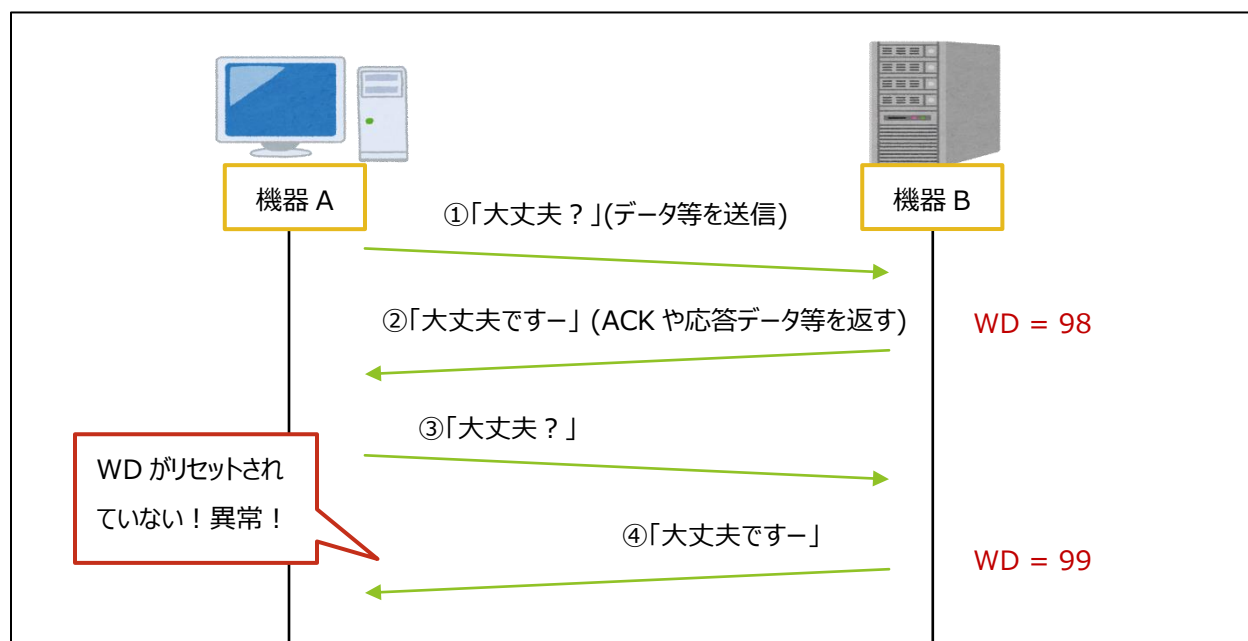 機器 A
機器 B
①「大丈夫？」(データ等を送信)
②「大丈夫ですー」 (ACK や応答データ等を返す)
WD = 98
③「大丈夫？」
WD がリセットされ
ていない！異常！
④「大丈夫ですー」
WD = 99